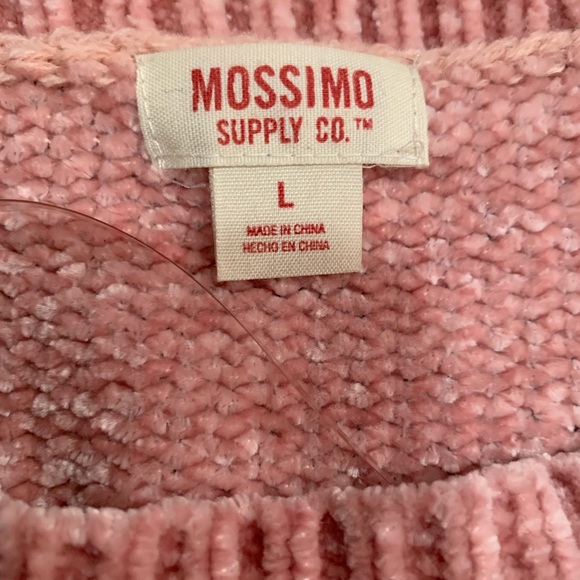 MOSSIMO
SUPPLY CO.™
L
MADE IN CHINA
HECHO EN CHINA